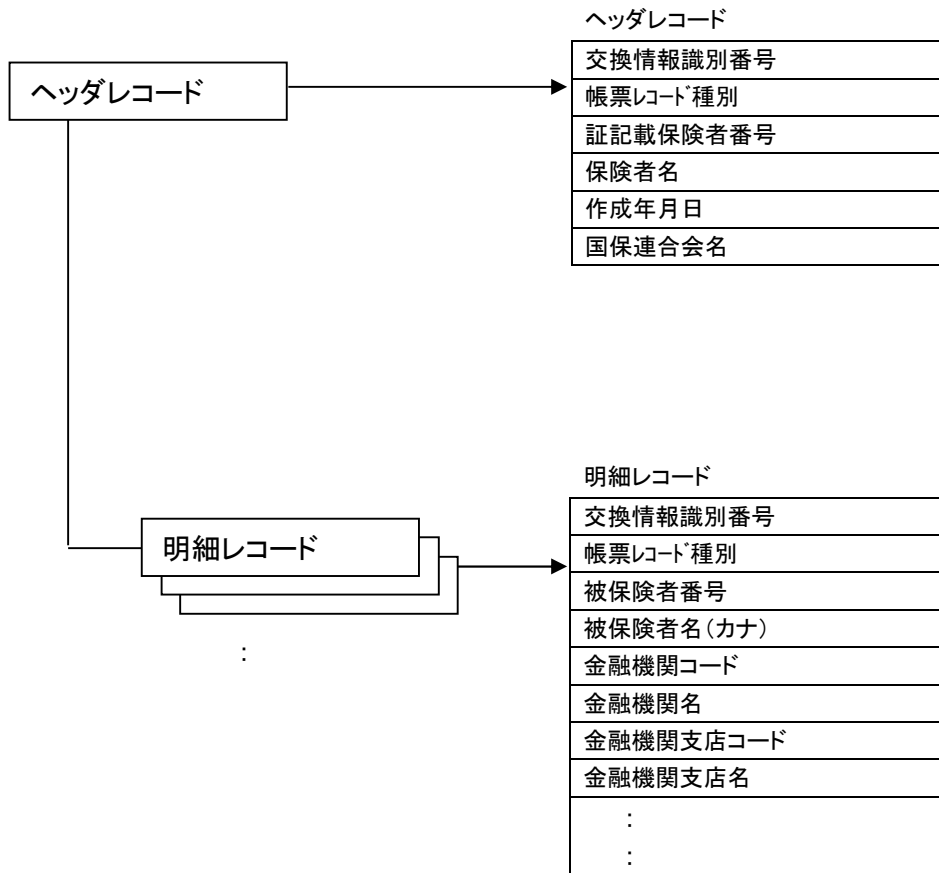 ヘッダレコード
ヘッダレコード
交換情報識別番号
帳票ﾚｺｰﾄﾞ種別
証記載保険者番号
保険者名
作成年月日
国保連合会名
明細レコード
:
明細レコード
交換情報識別番号
帳票ﾚｺｰﾄﾞ種別
被保険者番号
被保険者名(カナ)
金融機関コード
金融機関名
金融機関支店コード
金融機関支店名
:
: